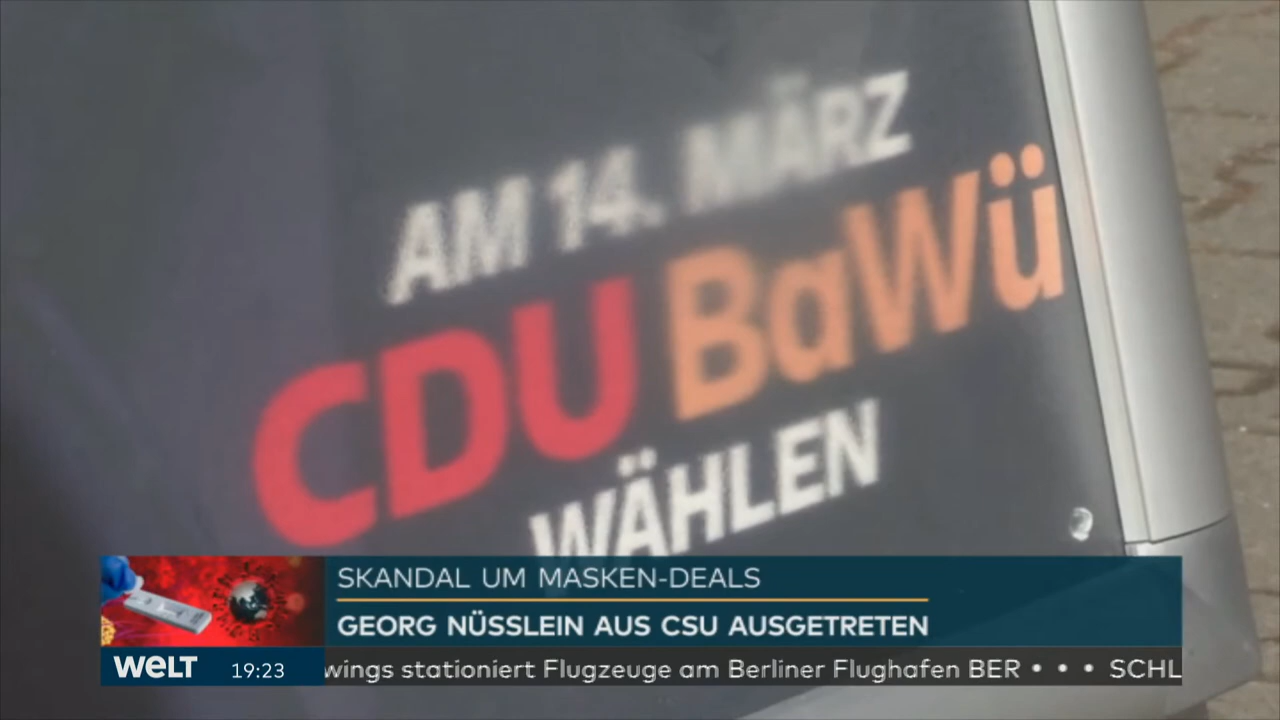 AM 14. MÄRZ
CDU BaWü
WÄHLEN
SKANDAL UM MASKEN-DEALS
GEORG NÜSSLEIN AUS CSU AUSGETRETEN
WELT 19:23 wings stationiert Flugzeuge am Berliner Flughafen BER • • • SCHL